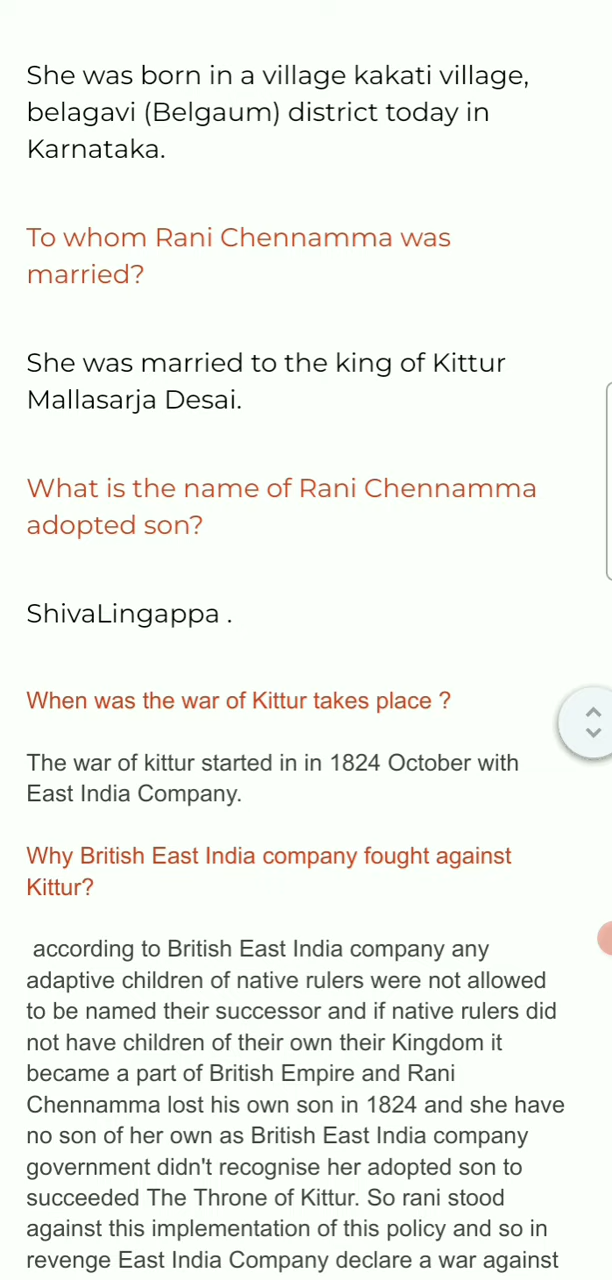 She was born in a village kakati village,
belagavi (Belgaum) district today in
Karnataka.
To whom Rani Chennamma was
married?
She was married to the king of Kittur
Mallasarja Desai.
What is the name of Rani Chennamma
adopted son?
ShivaLingappa .
When was the war of Kittur takes place ?
The war of kittur started in in 1824 October with
East India Company.
Why British East India company fought against
Kittur?
according to British East India company any
adaptive children of native rulers were not allowed
to be named their successor and if native rulers did
not have children of their own their Kingdom it
became a part of British Empire and Rani
Chennamma lost his own son in 1824 and she have
no son of her own as British East India company
government didn't recognise her adopted son to
succeeded The Throne of Kittur. So rani stood
against this implementation of this policy and so in
revenge East India Company declare a war against